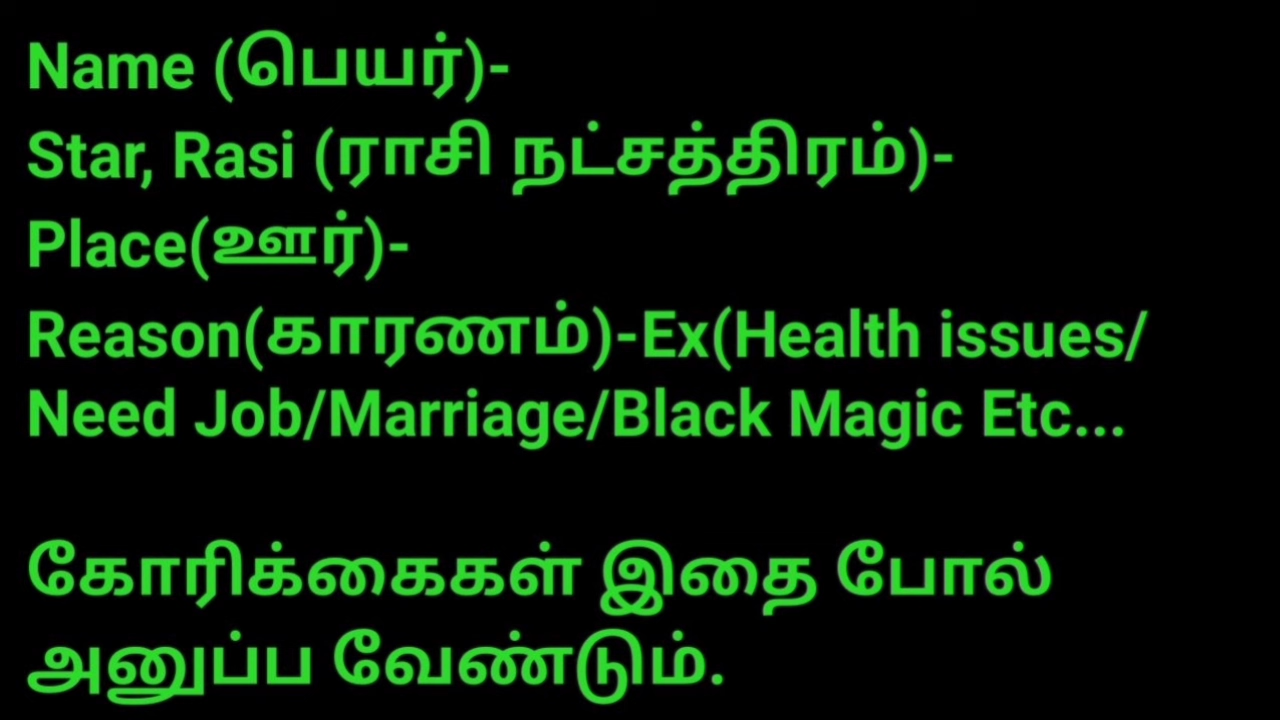 Name (பெயர்)-
Star, Rasi (ராசி நட்சத்திரம்)-
Place(ஊர்)-
Reason(காரணம்)-Ex(Health issues/
Need Job/Marriage/Black Magic Etc...
கோரிக்கைகள் இதை போல்
அனுப்ப வேண்டும்.